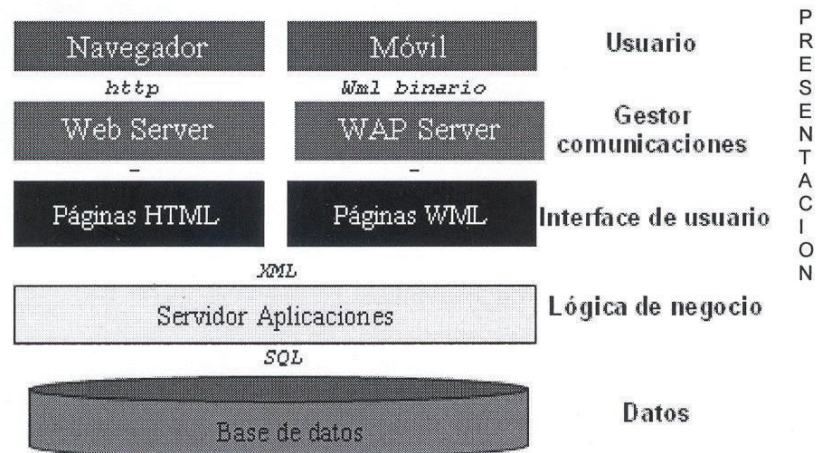 Navegador Móvil Usuario
http Wml binario
Web Server WAP Server Gestor
comunicaciones
Páginas HTML Páginas WML Interface de usuario
XML
Servidor Aplicaciones Lógica de negocio
SQL
Base de datos Datos
PRESENTACION